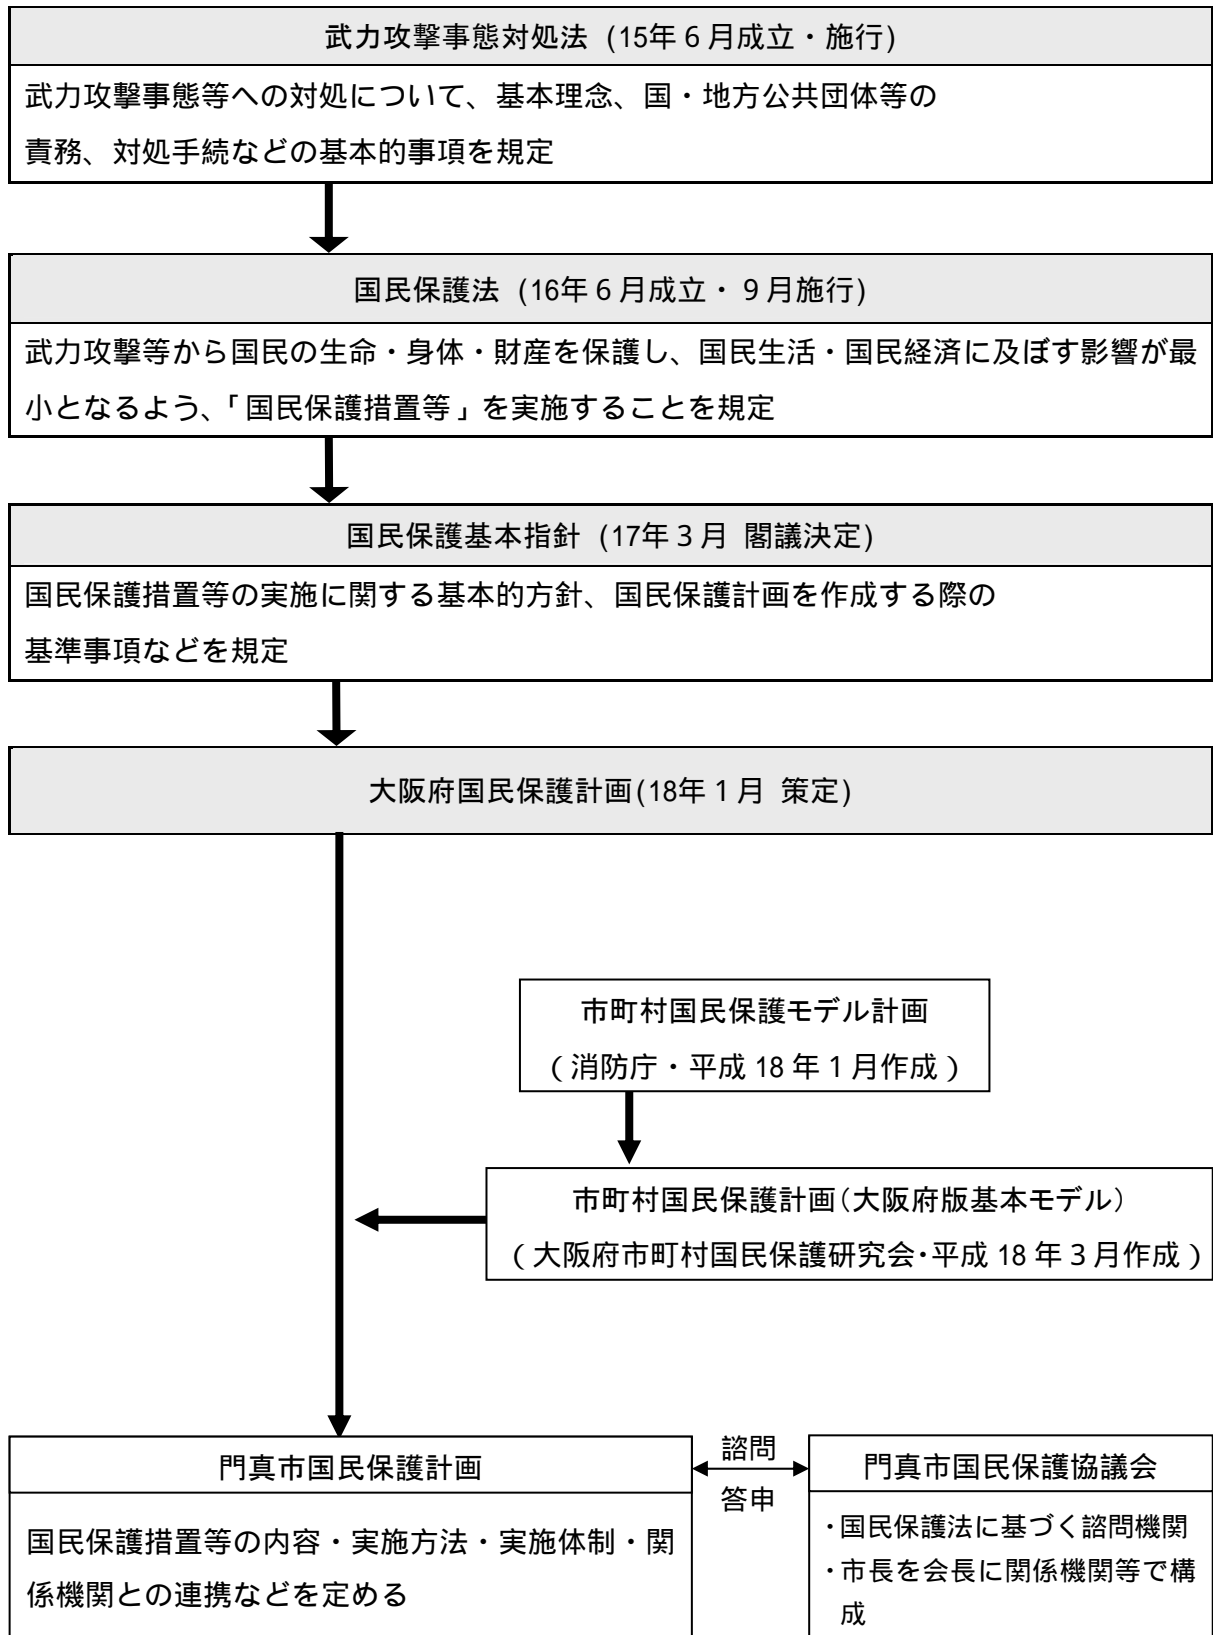 武力攻撃事態対処法 (15年６月成立・施行)
武力攻撃事態等への対処について、基本理念、国・地方公共団体等の
責務、対処手続などの基本的事項を規定
国民保護法 (16年６月成立・９月施行)
武力攻撃等から国民の生命・身体・財産を保護し、国民生活・国民経済に及ぼす影響が最
小となるよう、「国民保護措置等」を実施することを規定
国民保護基本指針 (17年３月 閣議決定)
国民保護措置等の実施に関する基本的方針、国民保護計画を作成する際の
基準事項などを規定
大阪府国民保護計画(18年１月 策定)
市町村国民保護モデル計画
（消防庁・平成 18 年１月作成）
市町村国民保護計画（大阪府版基本モデル）
（大阪府市町村国民保護研究会・平成 18 年３月作成）
門真市国民保護計画
国民保護措置等の内容・実施方法・実施体制・関
係機関との連携などを定める
諮問
答申
門真市国民保護協議会
・国民保護法に基づく諮問機関
・市長を会長に関係機関等で構
成